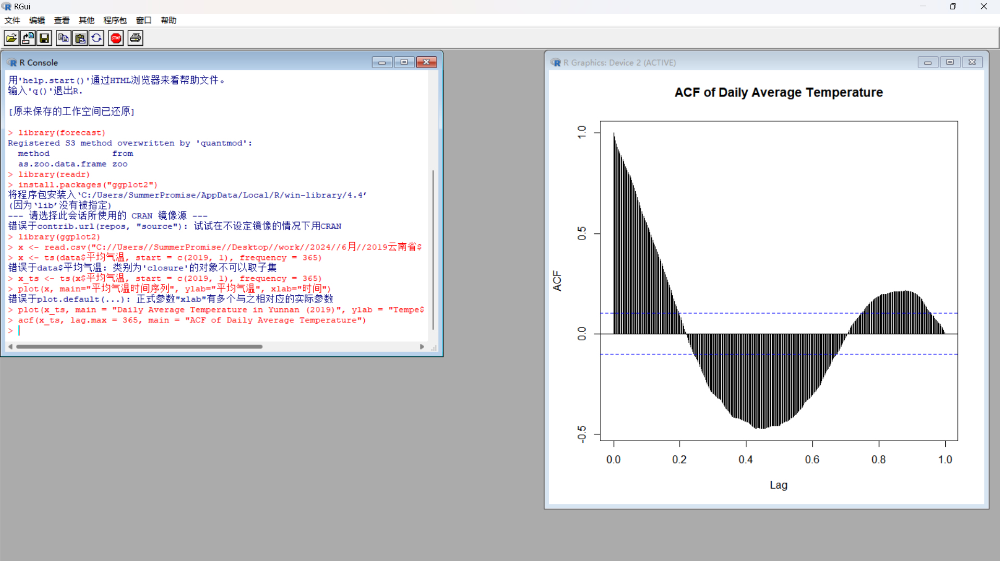 RGui
文件 编辑 查看 其他 程序包 窗口 帮助
STOP
R Console
用'help.start()'通过HTML浏览器来看帮助文件。
输入'q()'退出R.
[原来保存的工作空间已还原]
> library(forecast)
Registered S3 method overwritten by 'quantmod':
  method            from
  as.zoo.data.frame zoo
> library(readr)
> install.packages("ggplot2")
将程序包安装入‘C:/Users/SummerPromise/AppData/Local/R/win-library/4.4’
(因为‘lib’没有被指定)
--- 请选择此会话所使用的 CRAN 镜像源 ---
错误于contrib.url(repos, "source"): 试试在不设定镜像的情况下用CRAN
> library(ggplot2)
> x <- read.csv("C://Users//SummerPromise//Desktop//work//2024//6月//2019云南省$
> x <- ts(data$平均气温, start = c(2019, 1), frequency = 365)
错误于data$平均气温: 类别为'closure'的对象不可以取子集
> x_ts <- ts(x$平均气温, start = c(2019, 1), frequency = 365)
> plot(x, main="平均气温时间序列", ylab="平均气温", xlab="时间")
错误于plot.default(...): 正式参数"xlab"有多个与之相对应的实际参数
> plot(x_ts, main = "Daily Average Temperature in Yunnan (2019)", ylab = "Tempe$
> acf(x_ts, lag.max = 365, main = "ACF of Daily Average Temperature")
>
R Graphics: Device 2 (ACTIVE)
ACF of Daily Average Temperature
1.0
0.5
0.0
-0.5
ACF
0.0 0.2 0.4 0.6 0.8 1.0
Lag